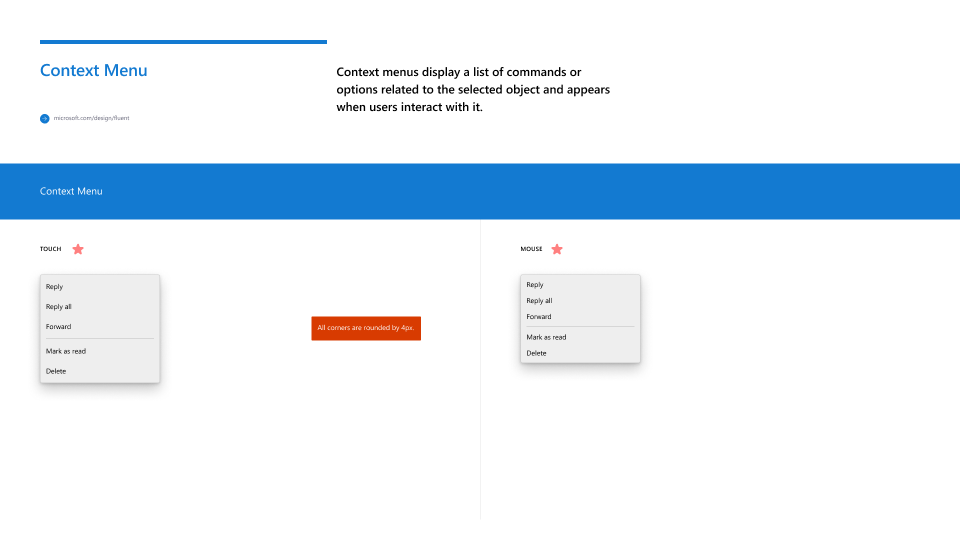 Context Menu
Context menus display a list of commands or
options related to the selected object and appears
when users interact with it.
microsoft.com/design/fluent
Context Menu
TOUCH
Reply
Reply all
Forward
Mark as read
Delete
All corners are rounded by 4px.
MOUSE
Reply
Reply all
Forward
Mark as read
Delete